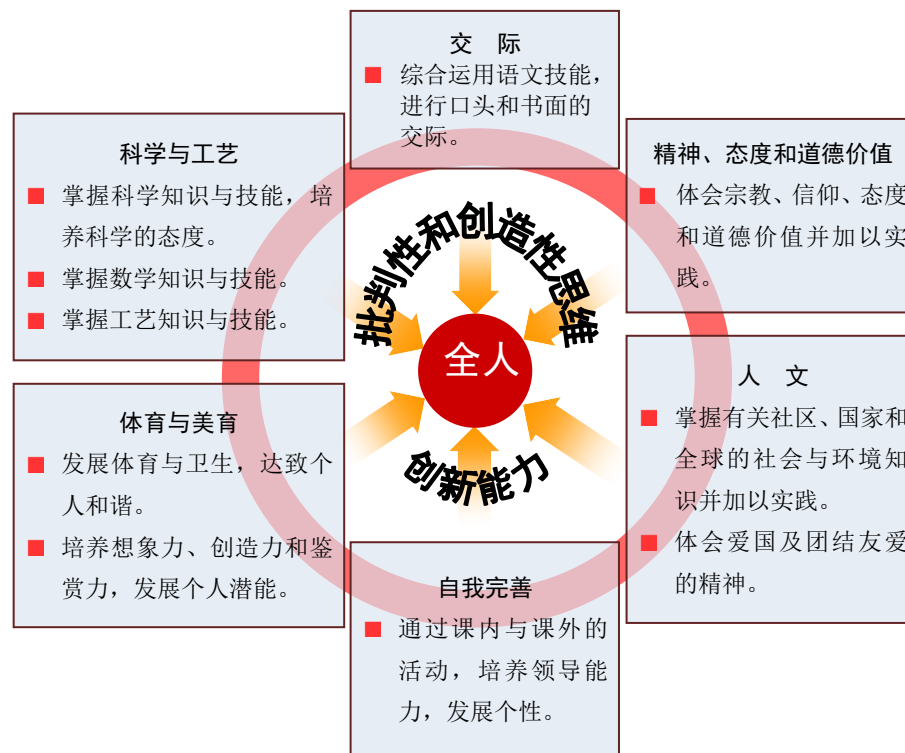 交 际
综合运用语文技能，
进行口头和书面的
交际。
科学与工艺
掌握科学知识与技能，培
养科学的态度。
掌握数学知识与技能。
掌握工艺知识与技能。
精神、态度和道德价值
体会宗教、信仰、态度
和道德价值并加以实
践。
批判性和创造性思维
全人
创新能力
体育与美育
发展体育与卫生，达致个
人和谐。
培养想象力、创造力和鉴
赏力，发展个人潜能。
人 文
掌握有关社区、国家和
全球的社会与环境知
识并加以实践。
体会爱国及团结友爱
的精神。
自我完善
通过课内与课外的
活动，培养领导能
力，发展个性。